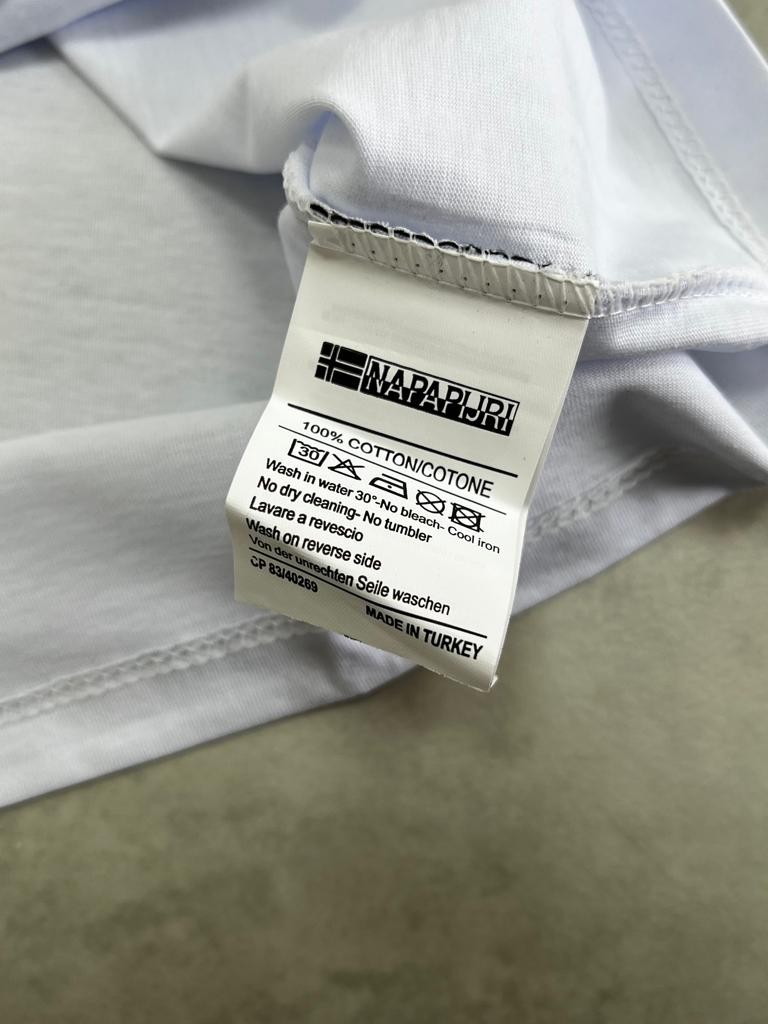 NAPAPIJRI
100% COTTON/COTONE
30
Wash in water 30°-No bleach- Cool iron
No dry cleaning- No tumbler
Lavare a revescio
Wash on reverse side
Von der unrechten Seile waschen
CP 83/40269
MADE IN TURKEY